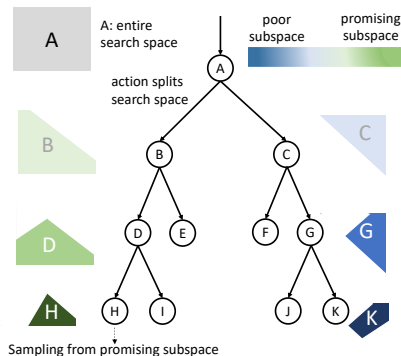 A
A: entire
search space
poor
subspace
promising
subspace
A
action splits
search space
B
B
C
C
D
D
E
F
G
G
H
H
I
J
K
K
Sampling from promising subspace